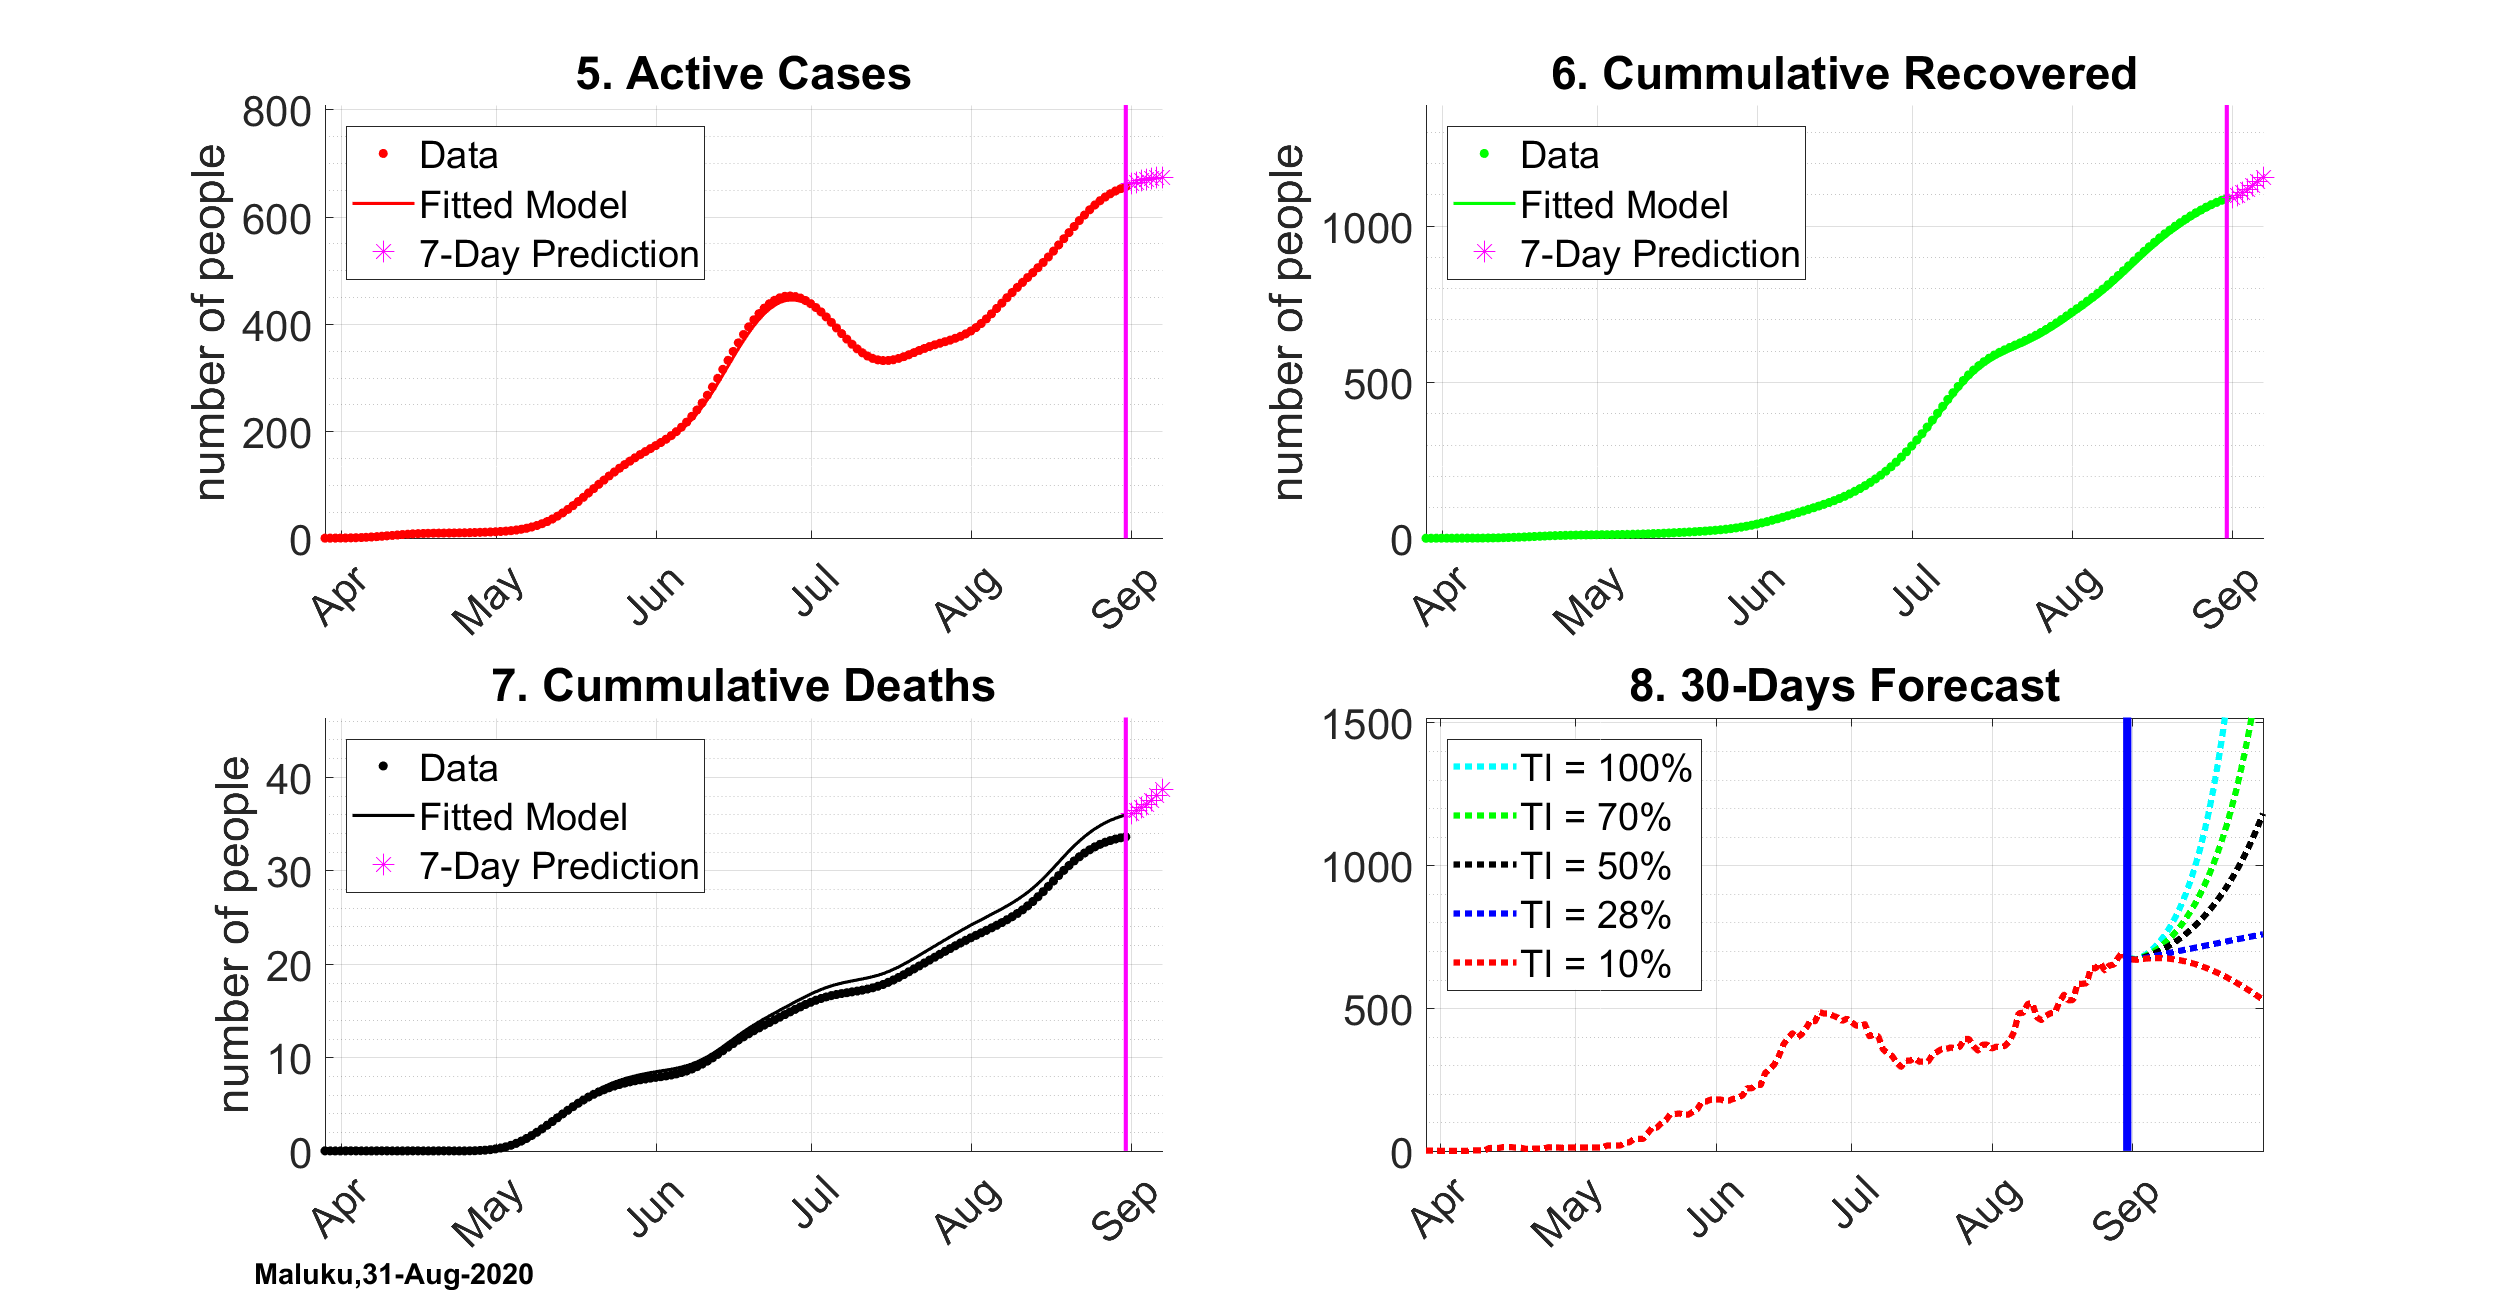 5. Active Cases
number of people
800
600
400
200
0
Data
Fitted Model
7-Day Prediction
Apr
May
Jun
Jul
Aug
Sep
6. Cummulative Recovered
number of people
1000
500
0
Data
Fitted Model
7-Day Prediction
Apr
May
Jun
Jul
Aug
Sep
7. Cummulative Deaths
number of people
40
30
20
10
0
Data
Fitted Model
7-Day Prediction
Apr
May
Jun
Jul
Aug
Sep
8. 30-Days Forecast
1500
1000
500
0
TI = 100%
TI = 70%
TI = 50%
TI = 28%
TI = 10%
Apr
May
Jun
Jul
Aug
Sep
Maluku,31-Aug-2020